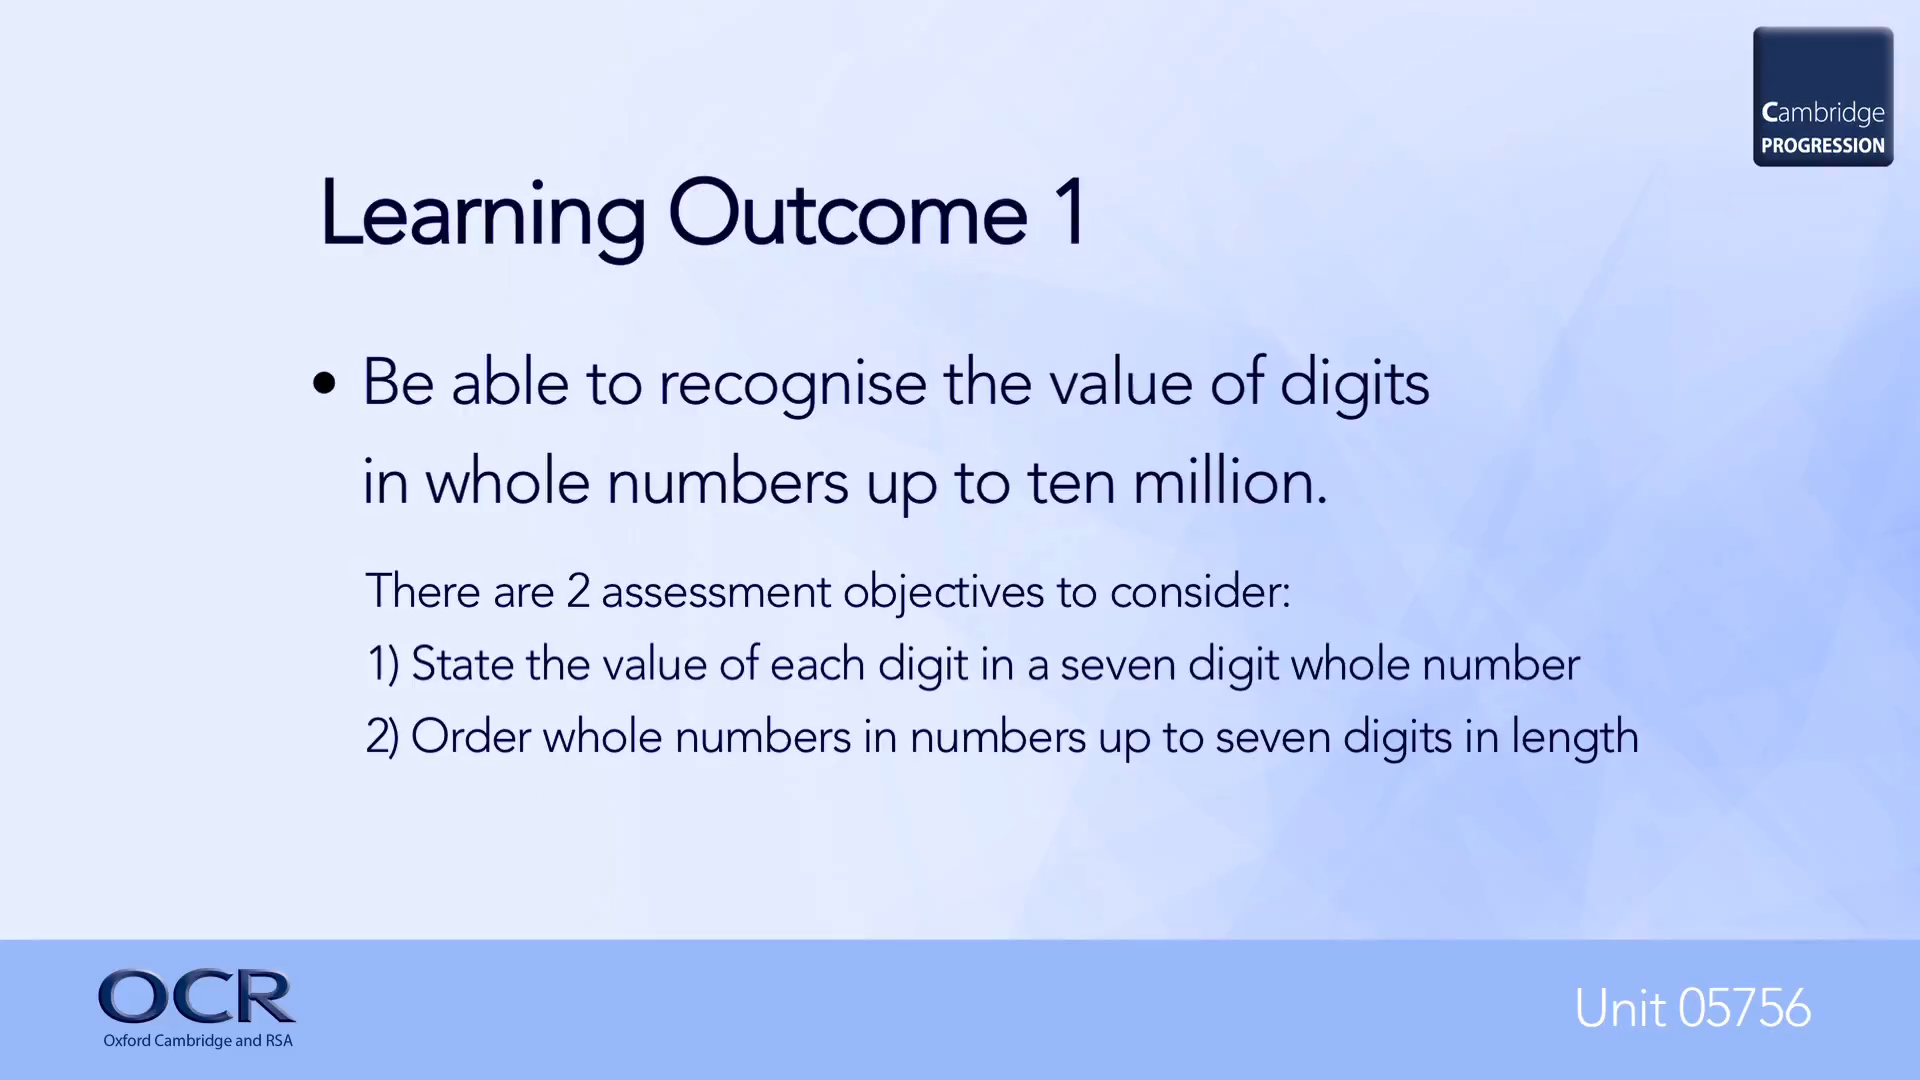 Cambridge
PROGRESSION
Learning Outcome 1
• Be able to recognise the value of digits
in whole numbers up to ten million.
There are 2 assessment objectives to consider:
1) State the value of each digit in a seven digit whole number
2) Order whole numbers in numbers up to seven digits in length
OCR
Oxford Cambridge and RSA
Unit 05756